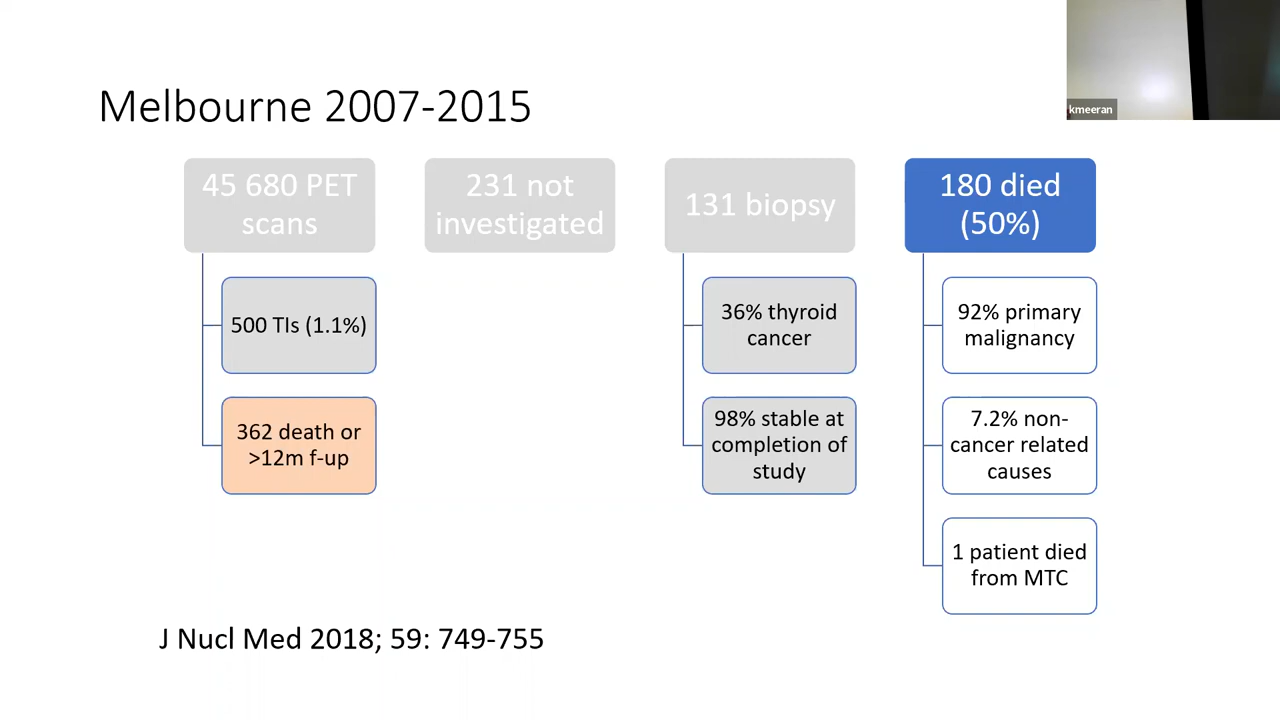 kmeeran
Melbourne 2007-2015
45 680 PET
scans
500 TIs (1.1%)
362 death or
>12m f-up
231 not
investigated
131 biopsy
36% thyroid
cancer
98% stable at
completion of
study
180 died
(50%)
92% primary
malignancy
7.2% non-
cancer related
causes
1 patient died
from MTC
J Nucl Med 2018; 59: 749-755